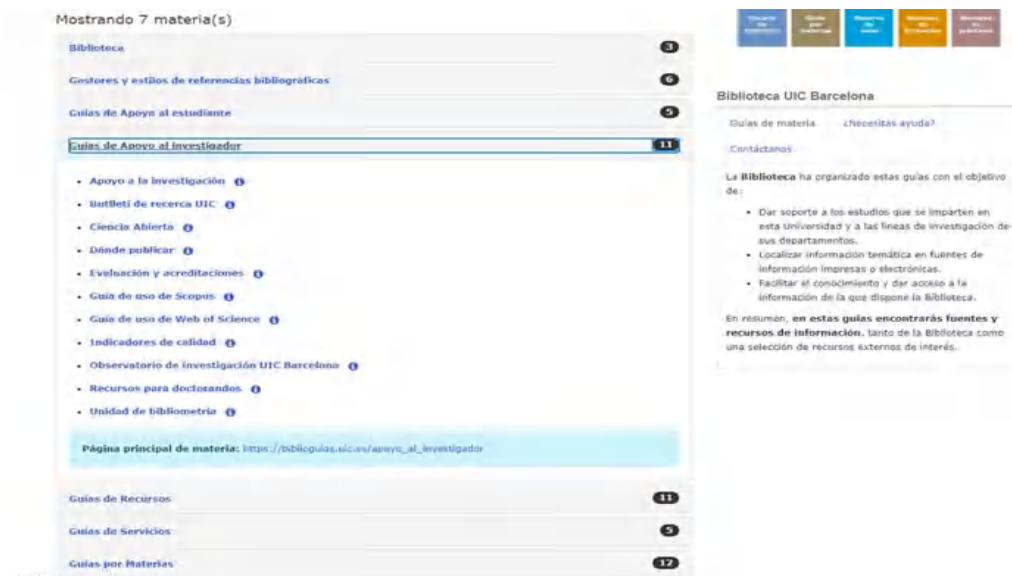 Mostrando 7 materia(s)
Biblioteca 3
Gestores y estilos de referencias bibliográficas 6
Guías de Apoyo al estudiante 5
Guías de Apoyo al investigador 11
Apoyo a la investigación
Butlletí de recerca UIC
Ciencia Abierta
Dónde publicar
Evaluación y acreditaciones
Guía de uso de Scopus
Guía de uso de Web of Science
Indicadores de calidad
Observatorio de investigación UIC Barcelona
Recursos para doctorandos
Unidad de bibliometría
Página principal de materia: https://biblioguias.uic.es/apoyo_al_investigador
Guías de Recursos 11
Guías de Servicios 5
Guías por Materias 12
Biblioteca UIC Barcelona
Guías de materia ¿Necesitas ayuda?
Contáctanos
La Biblioteca ha organizado estas guías con el objetivo
de:
Dar soporte a los estudios que se imparten en
esta Universidad y a las líneas de investigación de
sus departamentos.
Localizar información temática en fuentes de
información impresas o electrónicas.
Facilitar el conocimiento y dar acceso a la
información de la que dispone la Biblioteca.
En resumen, en estas guías encontrarás fuentes y
recursos de información, tanto de la Biblioteca como
una selección de recursos externos de interés.